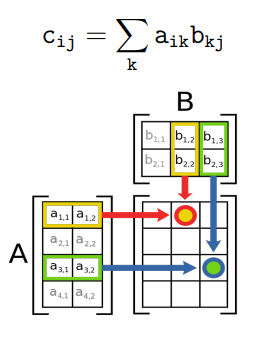 c_{ij} = ∑_k a_{ik}b_{kj}
B
b_{1,1} b_{1,2} b_{1,3}
b_{2,1} b_{2,2} b_{2,3}
A
a_{1,1} a_{1,2}
a_{2,1} a_{2,2}
a_{3,1} a_{3,2}
a_{4,1} a_{4,2}